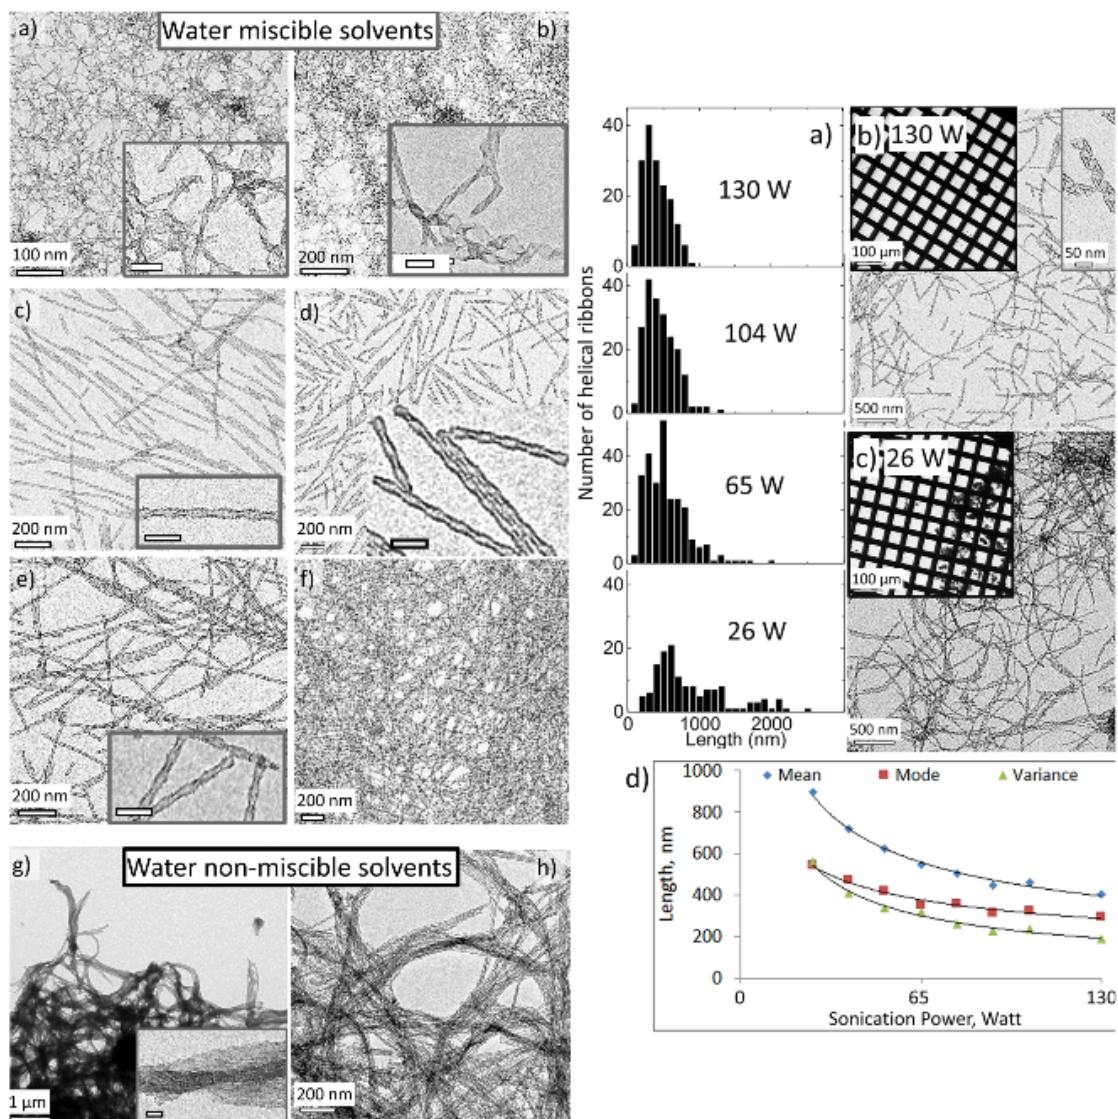 a)
Water miscible solvents
b)
100 nm
200 nm
c)
d)
200 nm
200 nm
e)
f)
200 nm
200 nm
g)
Water non-miscible solvents
h)
1 µm
200 nm
Number of helical ribbons
40
20
0
a)
130 W
40
20
0
104 W
40
20
0
65 W
40
20
0
26 W
0
1000
2000
Length (nm)
b) 130 W
100 µm
50 nm
500 nm
c) 26 W
100 µm
500 nm
d)
Mean
Mode
Variance
Length, nm
1000
800
600
400
200
0
0
65
130
Sonication Power, Watt